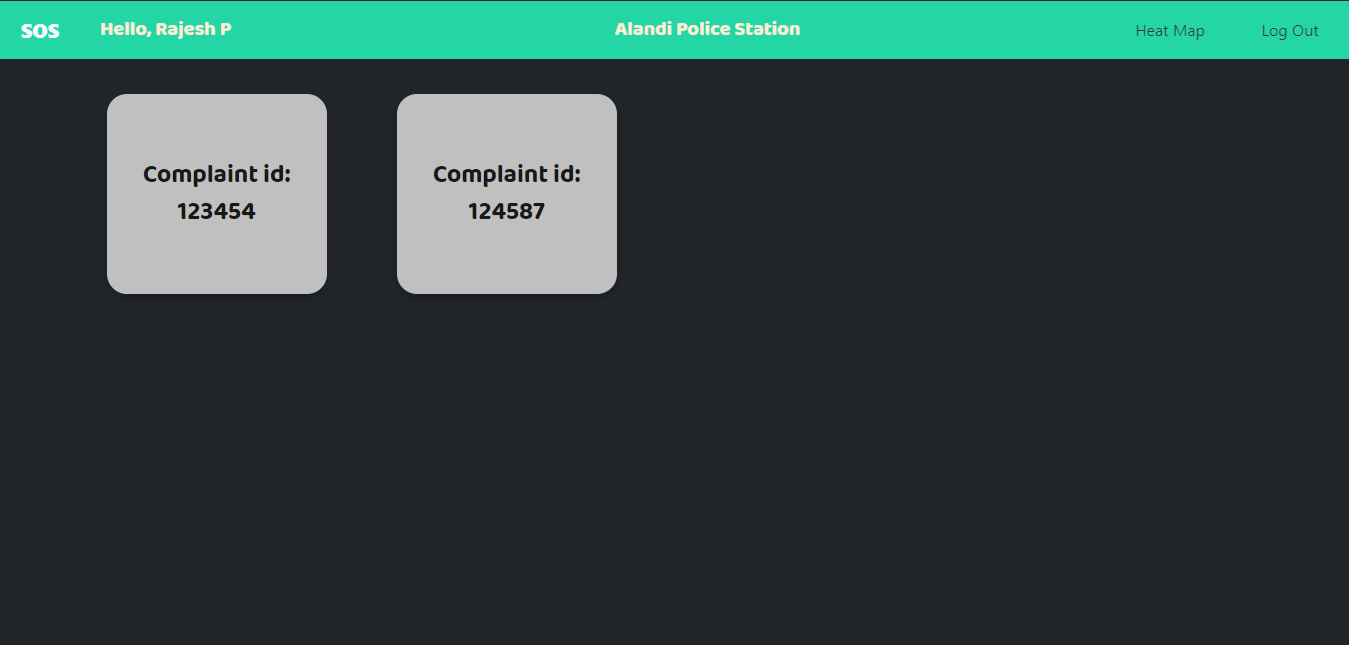 SOS
Hello, Rajesh P
Alandi Police Station
Heat Map
Log Out
Complaint id:
123454
Complaint id:
124587